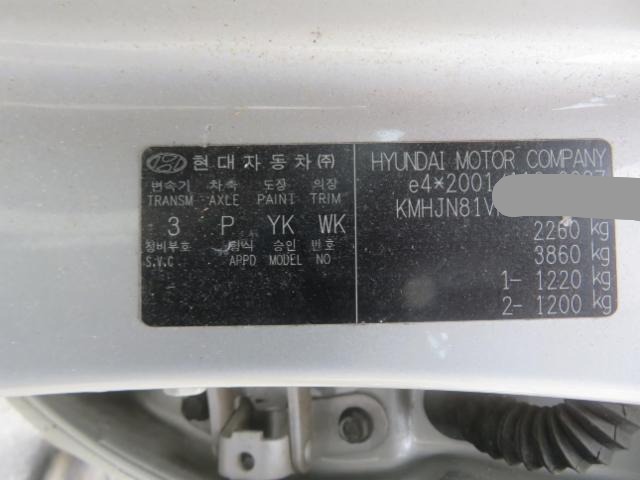 현대자동차㈜
변속기 차축 도장 의장
TRANSM AXLE PAINT TRIM
3 P YK WK
정비부호 형식 승인 번호
S.V.C APPD MODEL NO
HYUNDAI MOTOR COMPANY
e4*2001
KMHJN81V
2260 kg
3860 kg
1- 1220 kg
2- 1200 kg